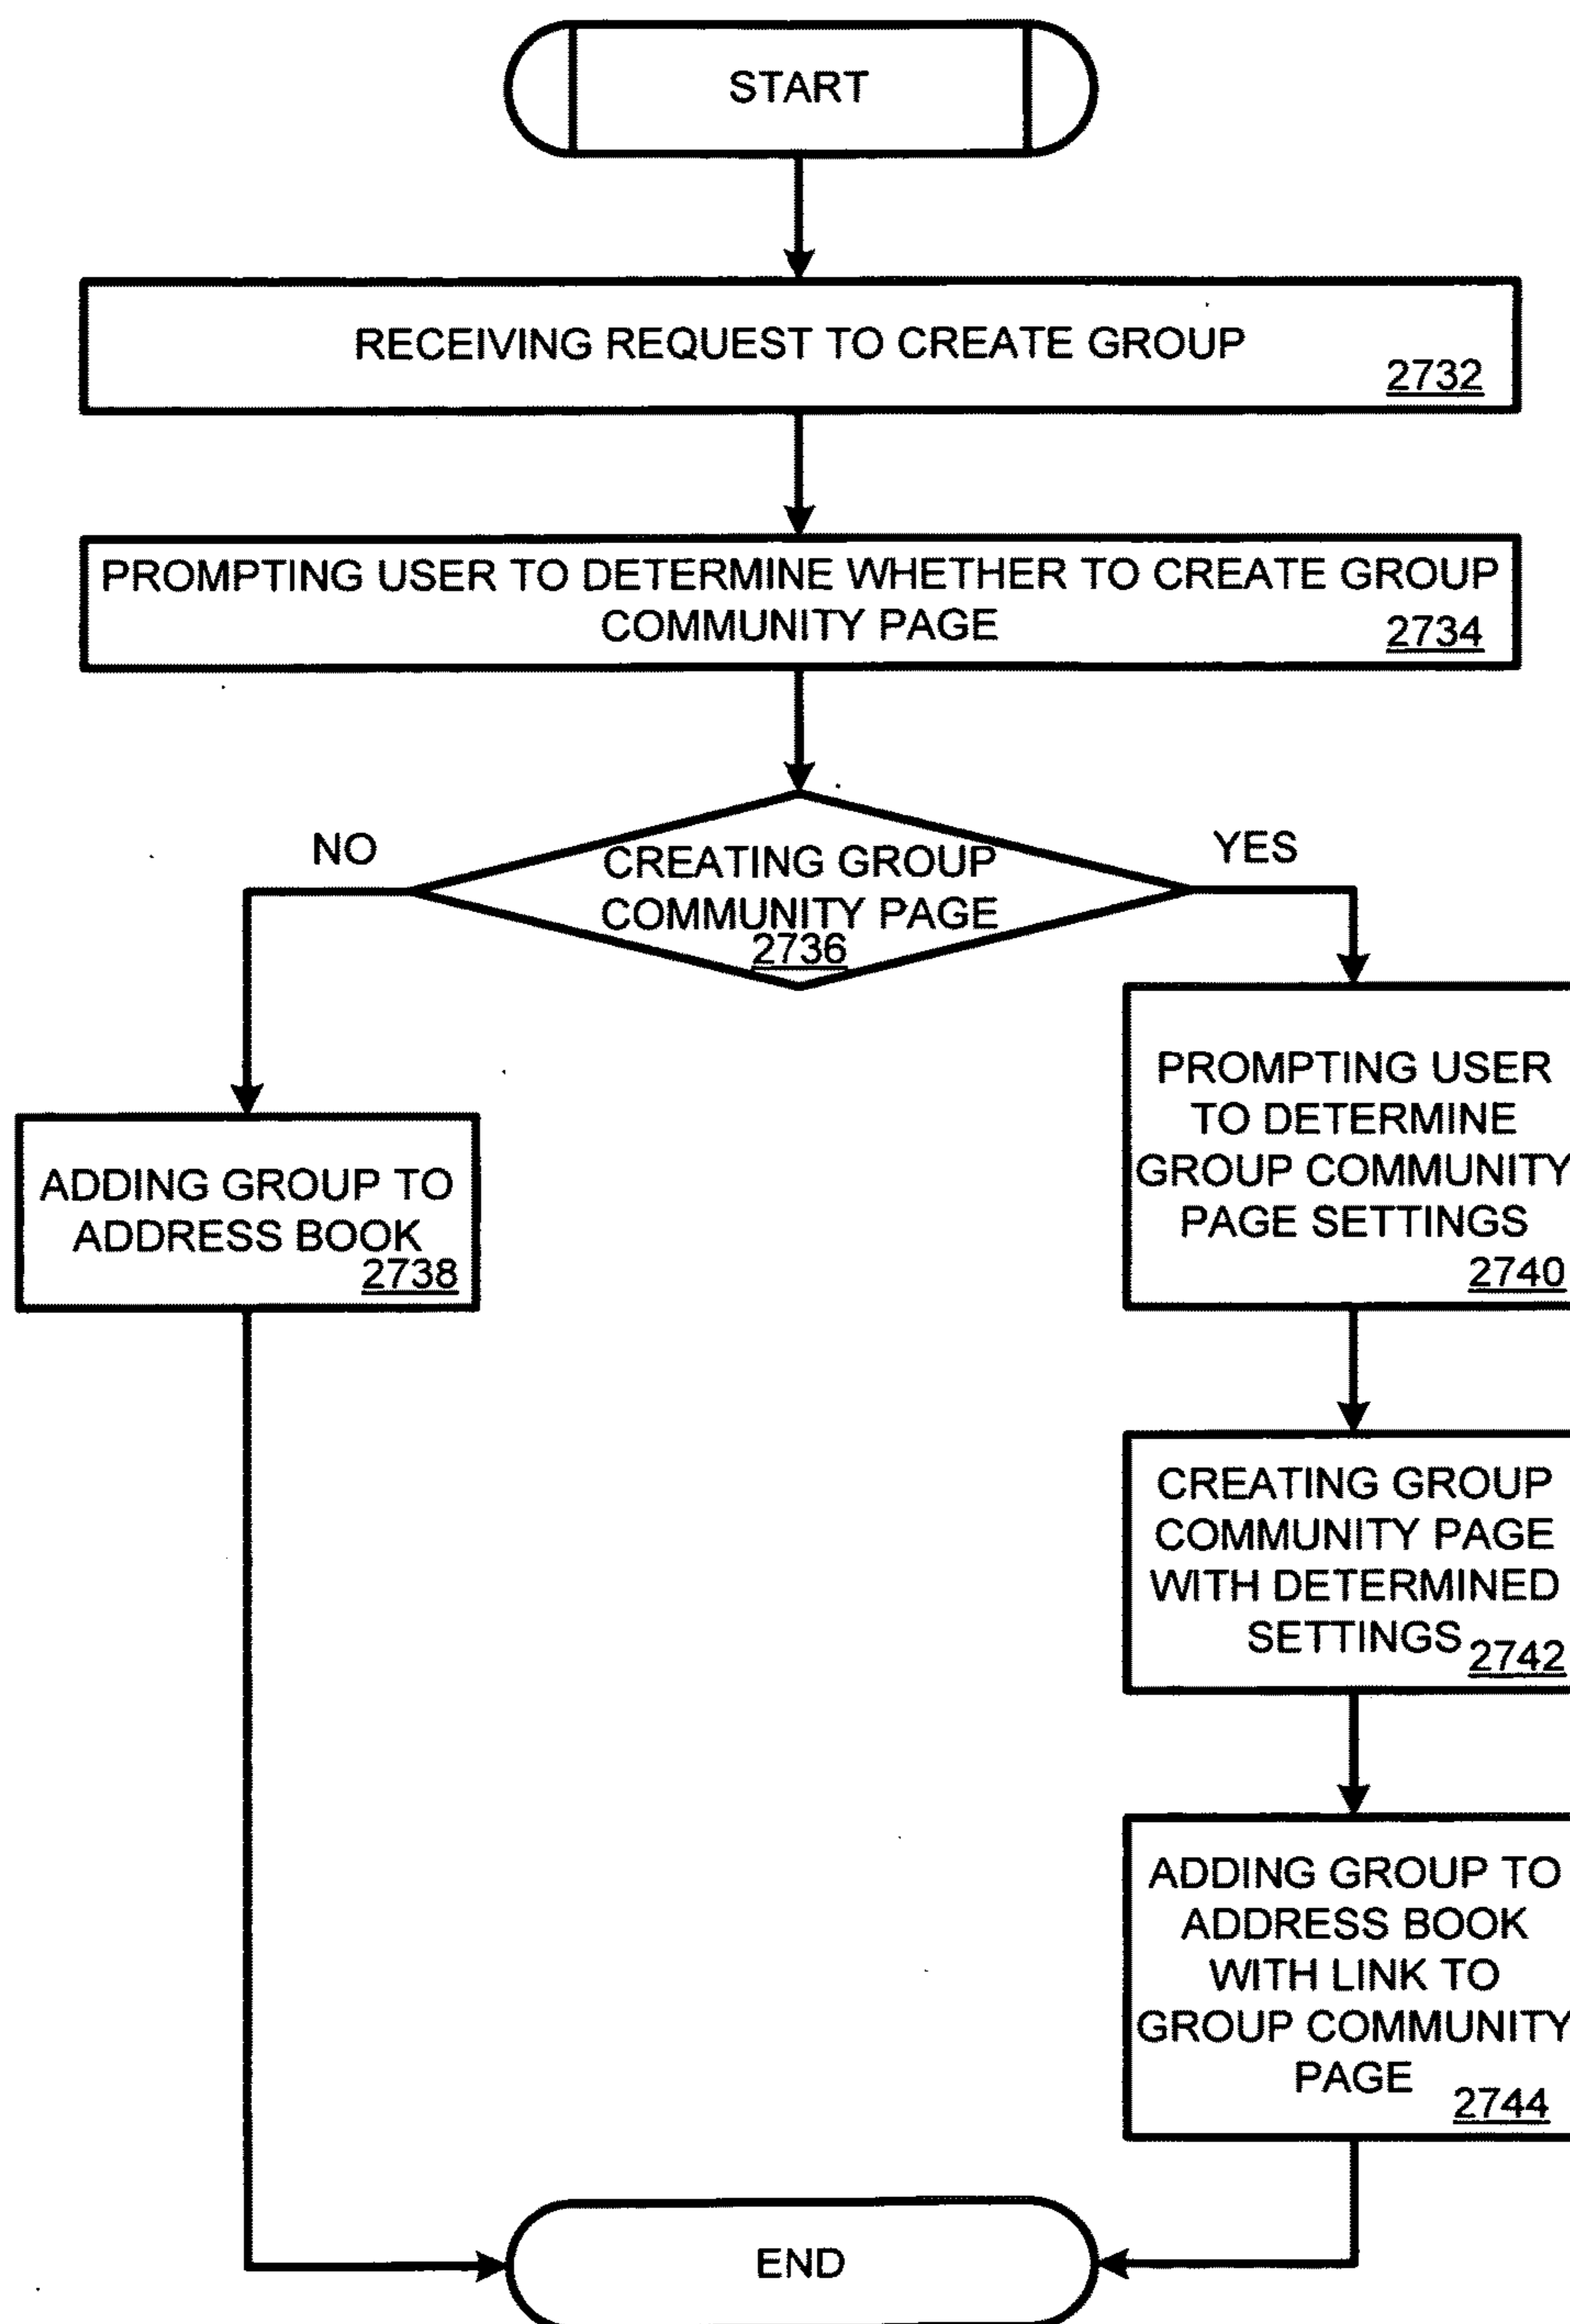 START
RECEIVING REQUEST TO CREATE GROUP
2732
PROMPTING USER TO DETERMINE WHETHER TO CREATE GROUP
COMMUNITY PAGE
2734
NO
YES
CREATING GROUP
COMMUNITY PAGE
2736
ADDING GROUP TO
ADDRESS BOOK
2738
PROMPTING USER
TO DETERMINE
GROUP COMMUNITY
PAGE SETTINGS
2740
CREATING GROUP
COMMUNITY PAGE
WITH DETERMINED
SETTINGS
2742
ADDING GROUP TO
ADDRESS BOOK
WITH LINK TO
GROUP COMMUNITY
PAGE
2744
END